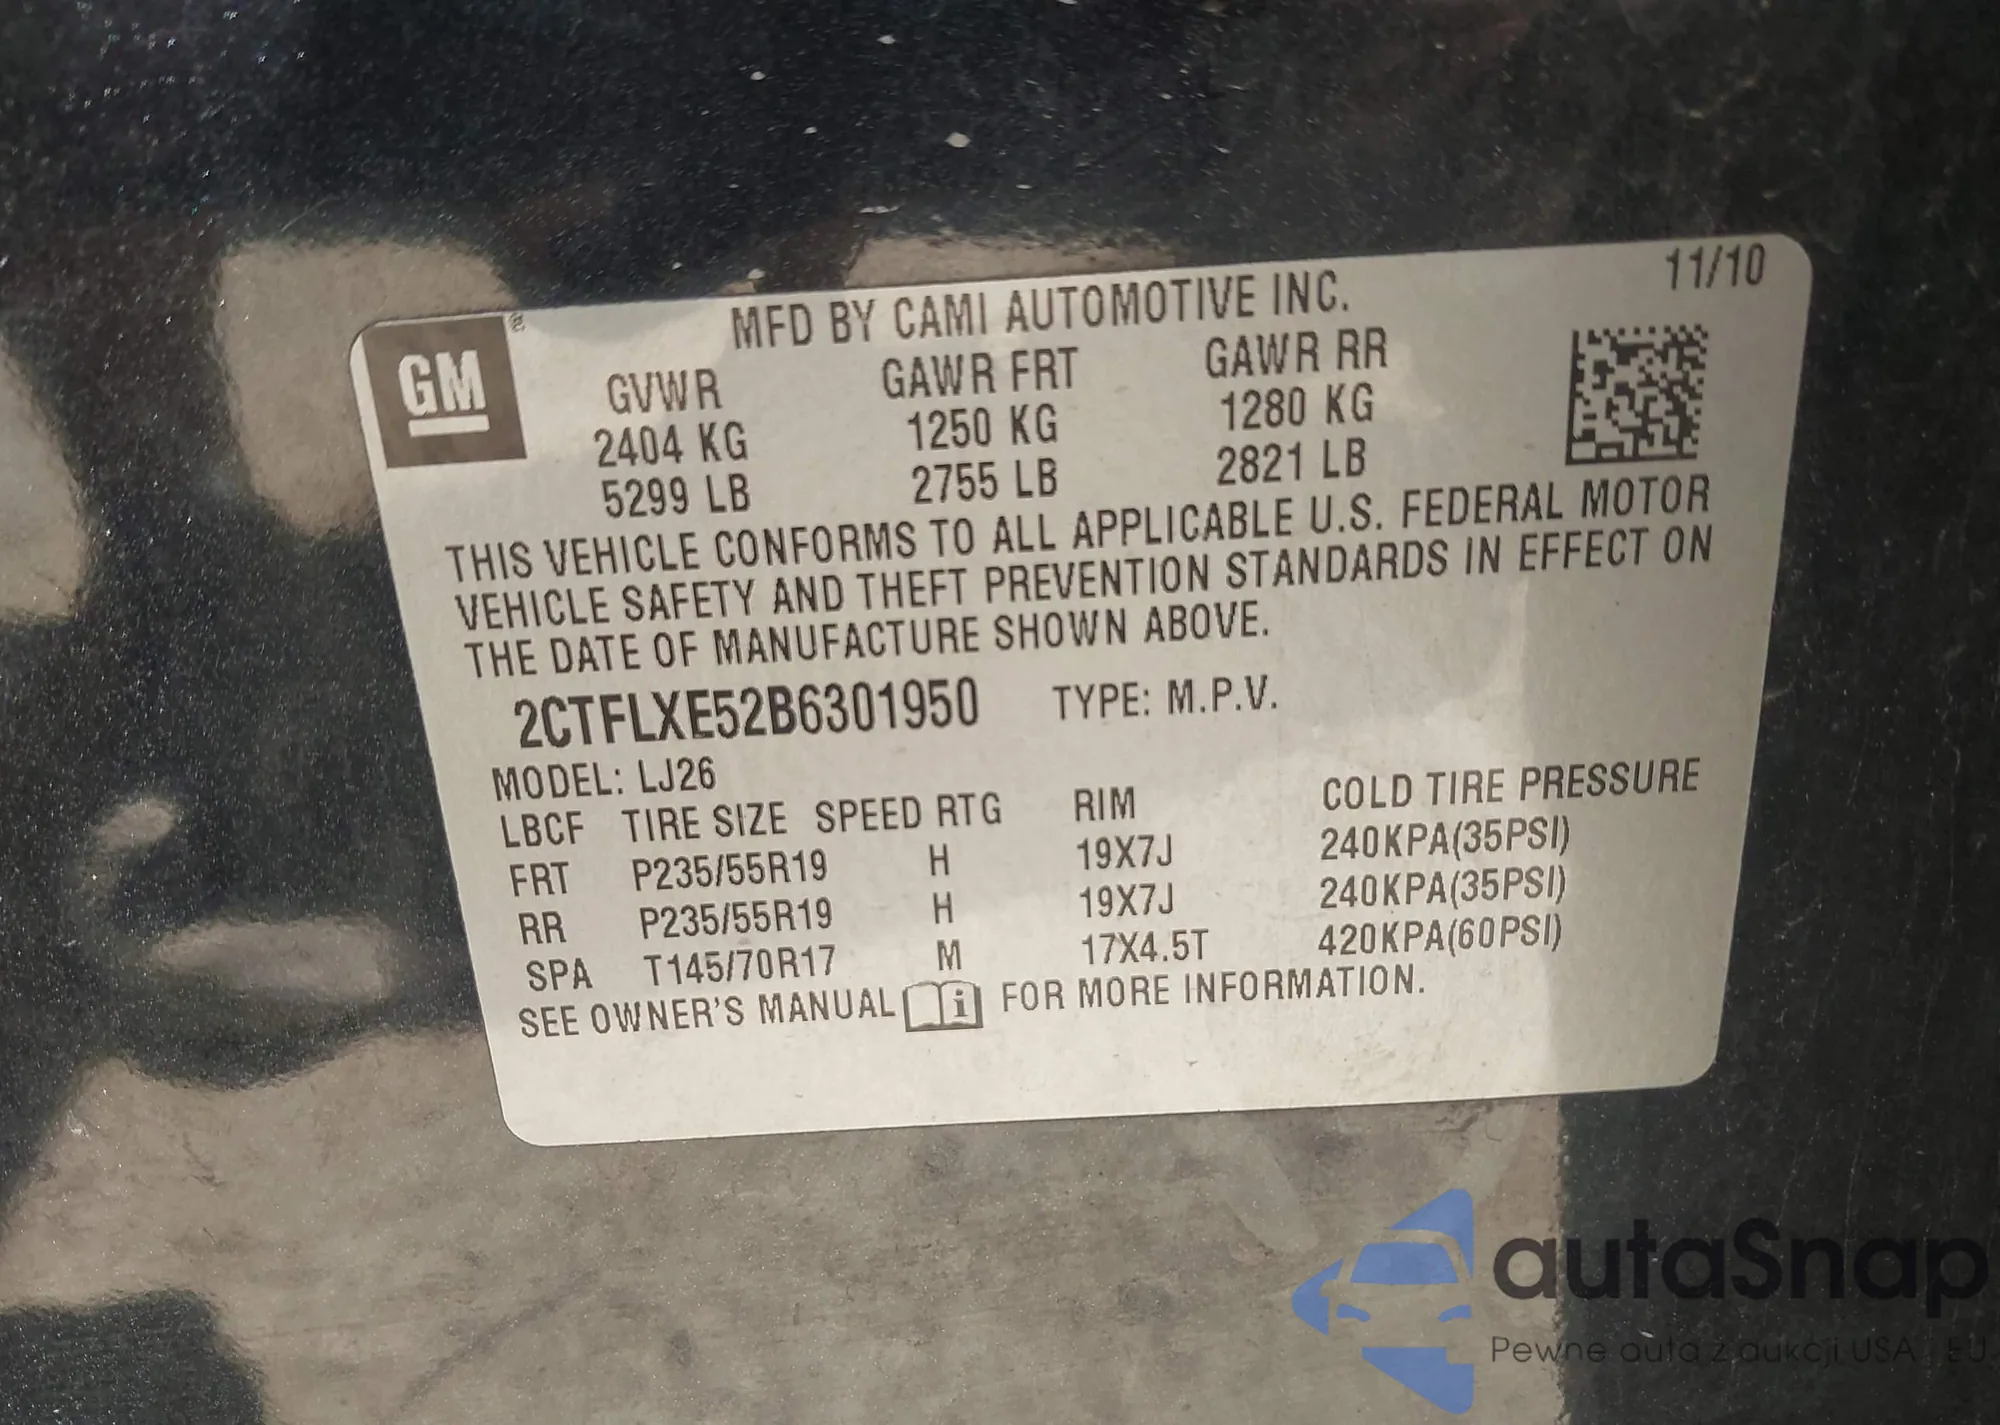 11/10
GM ®
MFD BY CAMI AUTOMOTIVE INC.
GVWR GAWR FRT GAWR RR
2404 KG 1250 KG 1280 KG
5299 LB 2755 LB 2821 LB
THIS VEHICLE CONFORMS TO ALL APPLICABLE U.S. FEDERAL MOTOR
VEHICLE SAFETY AND THEFT PREVENTION STANDARDS IN EFFECT ON
THE DATE OF MANUFACTURE SHOWN ABOVE.
2CTFLXE52B6301950 TYPE: M.P.V.
MODEL: LJ26
LBCF TIRE SIZE SPEED RTG RIM COLD TIRE PRESSURE
FRT P235/55R19 H 19X7J 240KPA(35PSI)
RR P235/55R19 H 19X7J 240KPA(35PSI)
SPA T145/70R17 M 17X4.5T 420KPA(60PSI)
SEE OWNER'S MANUAL i FOR MORE INFORMATION.
autaSnap
Pewne auta z aukcji USA EU